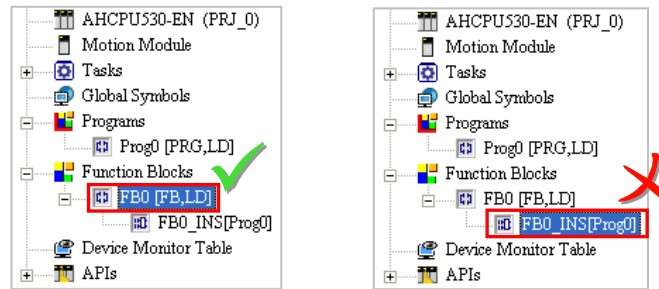 AHCPU530-EN (PRJ_0)
Motion Module
Tasks
Global Symbols
Programs
Prog0 [PRG,LD]
Function Blocks
FB0 [FB,LD]
FB0_INS[Prog0]
Device Monitor Table
APIs
AHCPU530-EN (PRJ_0)
Motion Module
Tasks
Global Symbols
Programs
Prog0 [PRG,LD]
Function Blocks
FB0 [FB,LD]
FB0_INS[Prog0]
Device Monitor Table
APIs